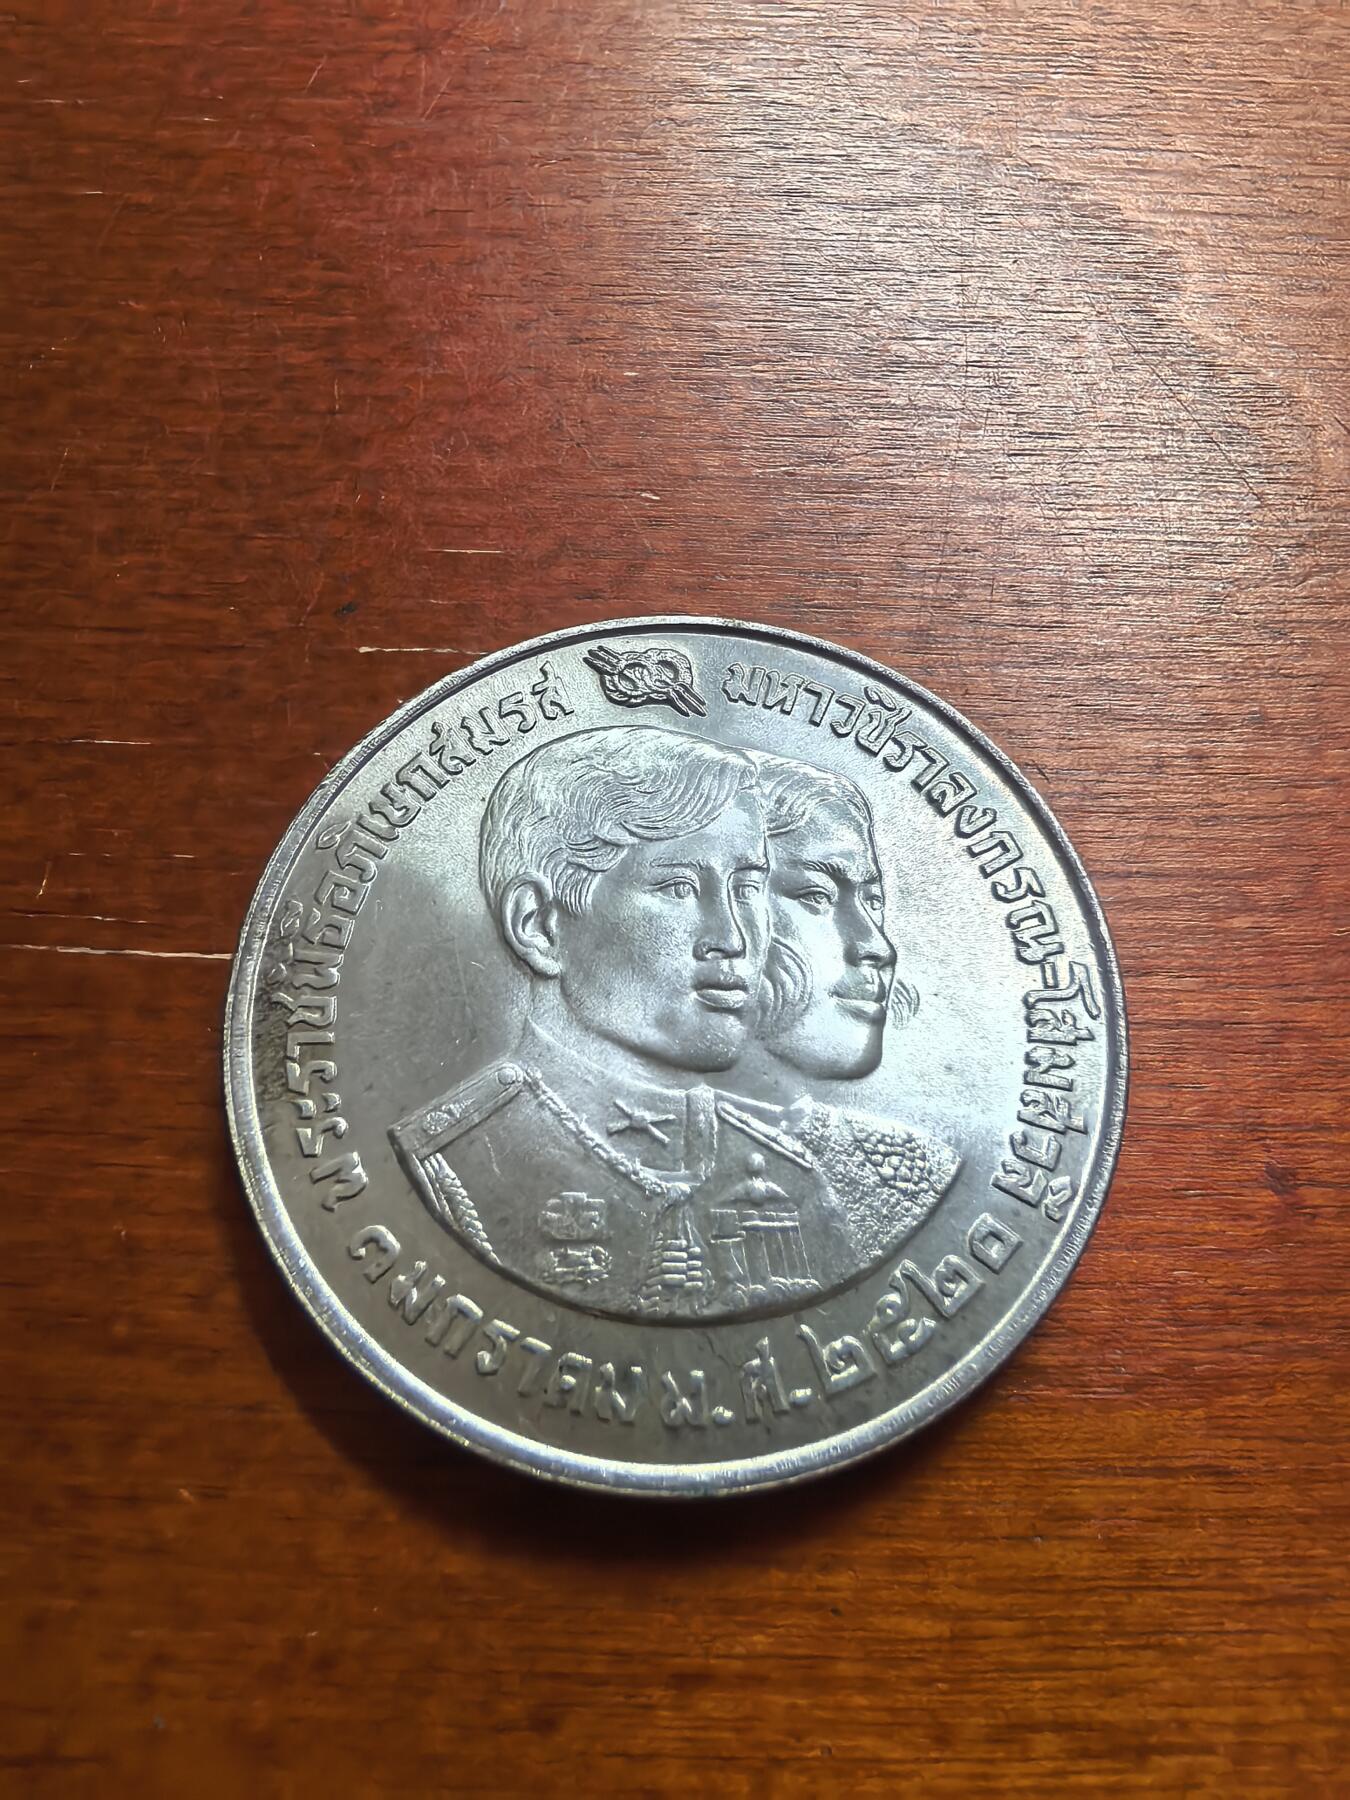 พระราชพิธีอภิเษกสมรส
มหาวชิราลงกรณ-โสมสวลี
๓ มกราคม พ.ศ.๒๕๒๐